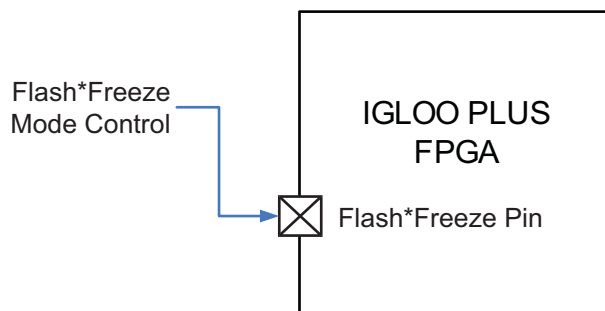 Flash*Freeze
Mode Control
IGLOO PLUS
FPGA
Flash*Freeze Pin